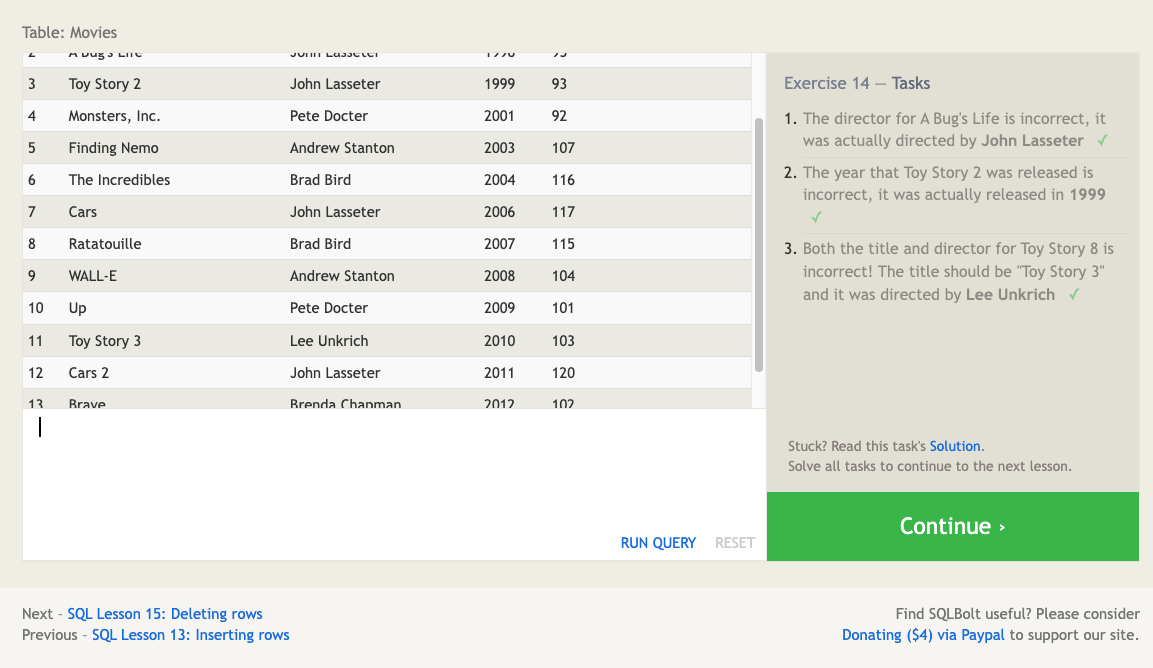 Table: Movies
2 A Bug's Life John Lasseter 1998 95
3 Toy Story 2 John Lasseter 1999 93
4 Monsters, Inc. Pete Docter 2001 92
5 Finding Nemo Andrew Stanton 2003 107
6 The Incredibles Brad Bird 2004 116
7 Cars John Lasseter 2006 117
8 Ratatouille Brad Bird 2007 115
9 WALL-E Andrew Stanton 2008 104
10 Up Pete Docter 2009 101
11 Toy Story 3 Lee Unkrich 2010 103
12 Cars 2 John Lasseter 2011 120
13 Brave Brenda Chapman 2012 102
RUN QUERY RESET
Exercise 14 — Tasks
1. The director for A Bug's Life is incorrect, it
was actually directed by John Lasseter ✓
2. The year that Toy Story 2 was released is
incorrect, it was actually released in 1999
✓
3. Both the title and director for Toy Story 8 is
incorrect! The title should be "Toy Story 3"
and it was directed by Lee Unkrich ✓
Stuck? Read this task's Solution.
Solve all tasks to continue to the next lesson.
Continue ›
Next – SQL Lesson 15: Deleting rows
Previous – SQL Lesson 13: Inserting rows
Find SQLBolt useful? Please consider
Donating ($4) via Paypal to support our site.